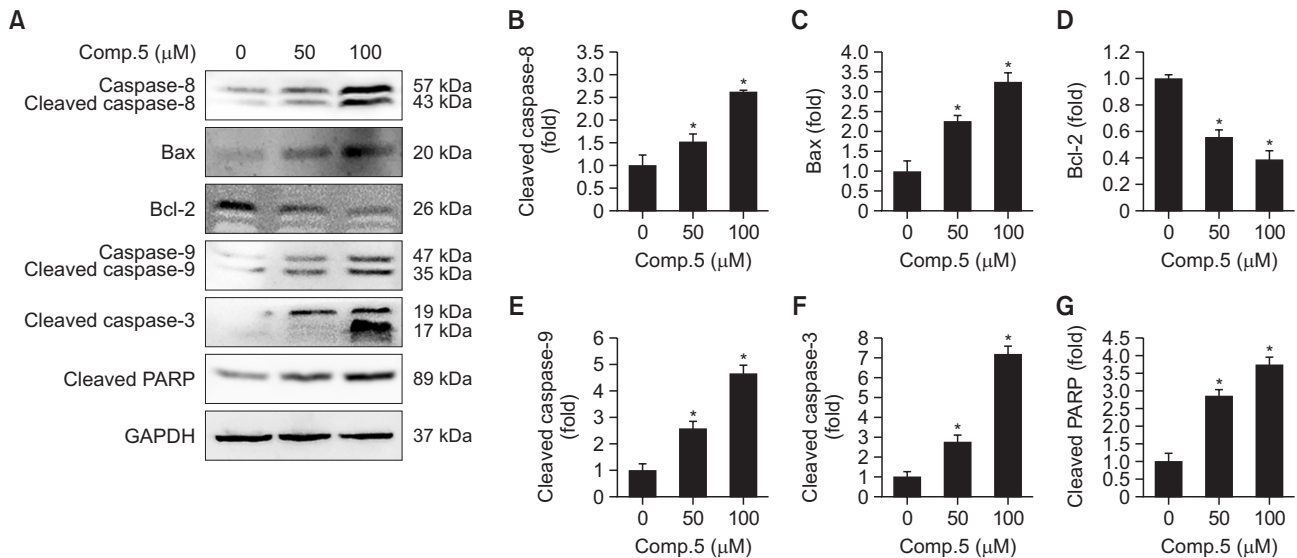 A
Comp.5 (μM) 0 50 100
Caspase-8 57 kDa
Cleaved caspase-8 43 kDa
Bax 20 kDa
Bcl-2 26 kDa
Caspase-9 47 kDa
Cleaved caspase-9 35 kDa
Cleaved caspase-3 19 kDa
17 kDa
Cleaved PARP 89 kDa
GAPDH 37 kDa
B
Cleaved caspase-8
(fold)
3.5
3.0
2.5
2.0
1.5
1.0
0.5
0
*
*
0 50 100
Comp.5 (μM)
C
Bax (fold)
4.0
3.5
3.0
2.5
2.0
1.5
1.0
0.5
0
*
*
0 50 100
Comp.5 (μM)
D
Bcl-2 (fold)
1.2
1.0
0.8
0.6
0.4
0.2
0
*
*
0 50 100
Comp.5 (μM)
E
Cleaved caspase-9
(fold)
6
5
4
3
2
1
0
*
*
0 50 100
Comp.5 (μM)
F
Cleaved caspase-3
(fold)
8
7
6
5
4
3
2
1
0
*
*
0 50 100
Comp.5 (μM)
G
Cleaved PARP (fold)
4.5
4.0
3.5
3.0
2.5
2.0
1.5
1.0
0.5
0
*
*
0 50 100
Comp.5 (μM)